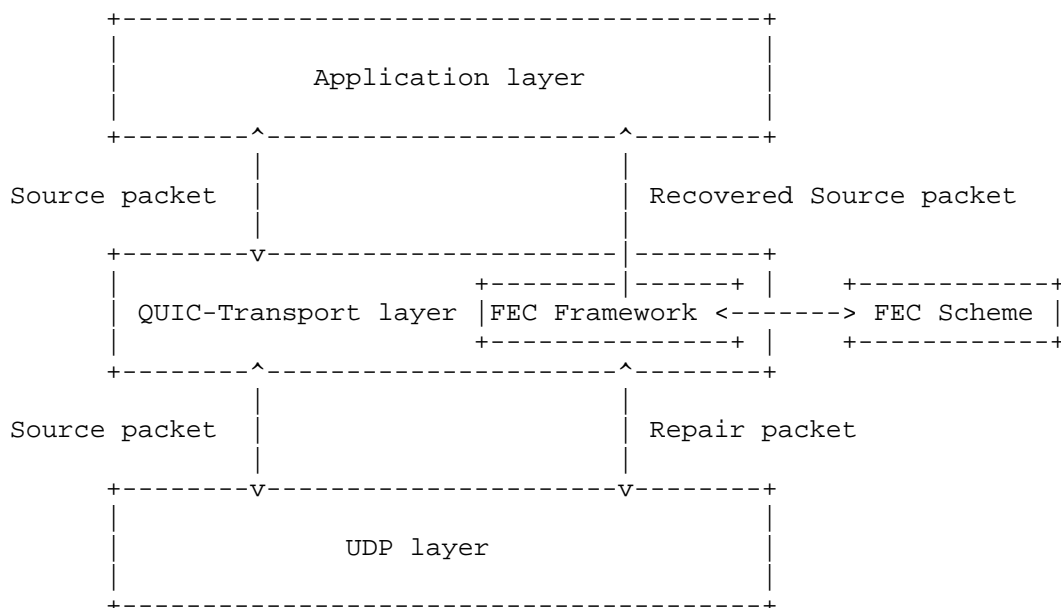 Application layer
Source packet Recovered Source packet
QUIC-Transport layer FEC Framework FEC Scheme
Source packet Repair packet
UDP layer